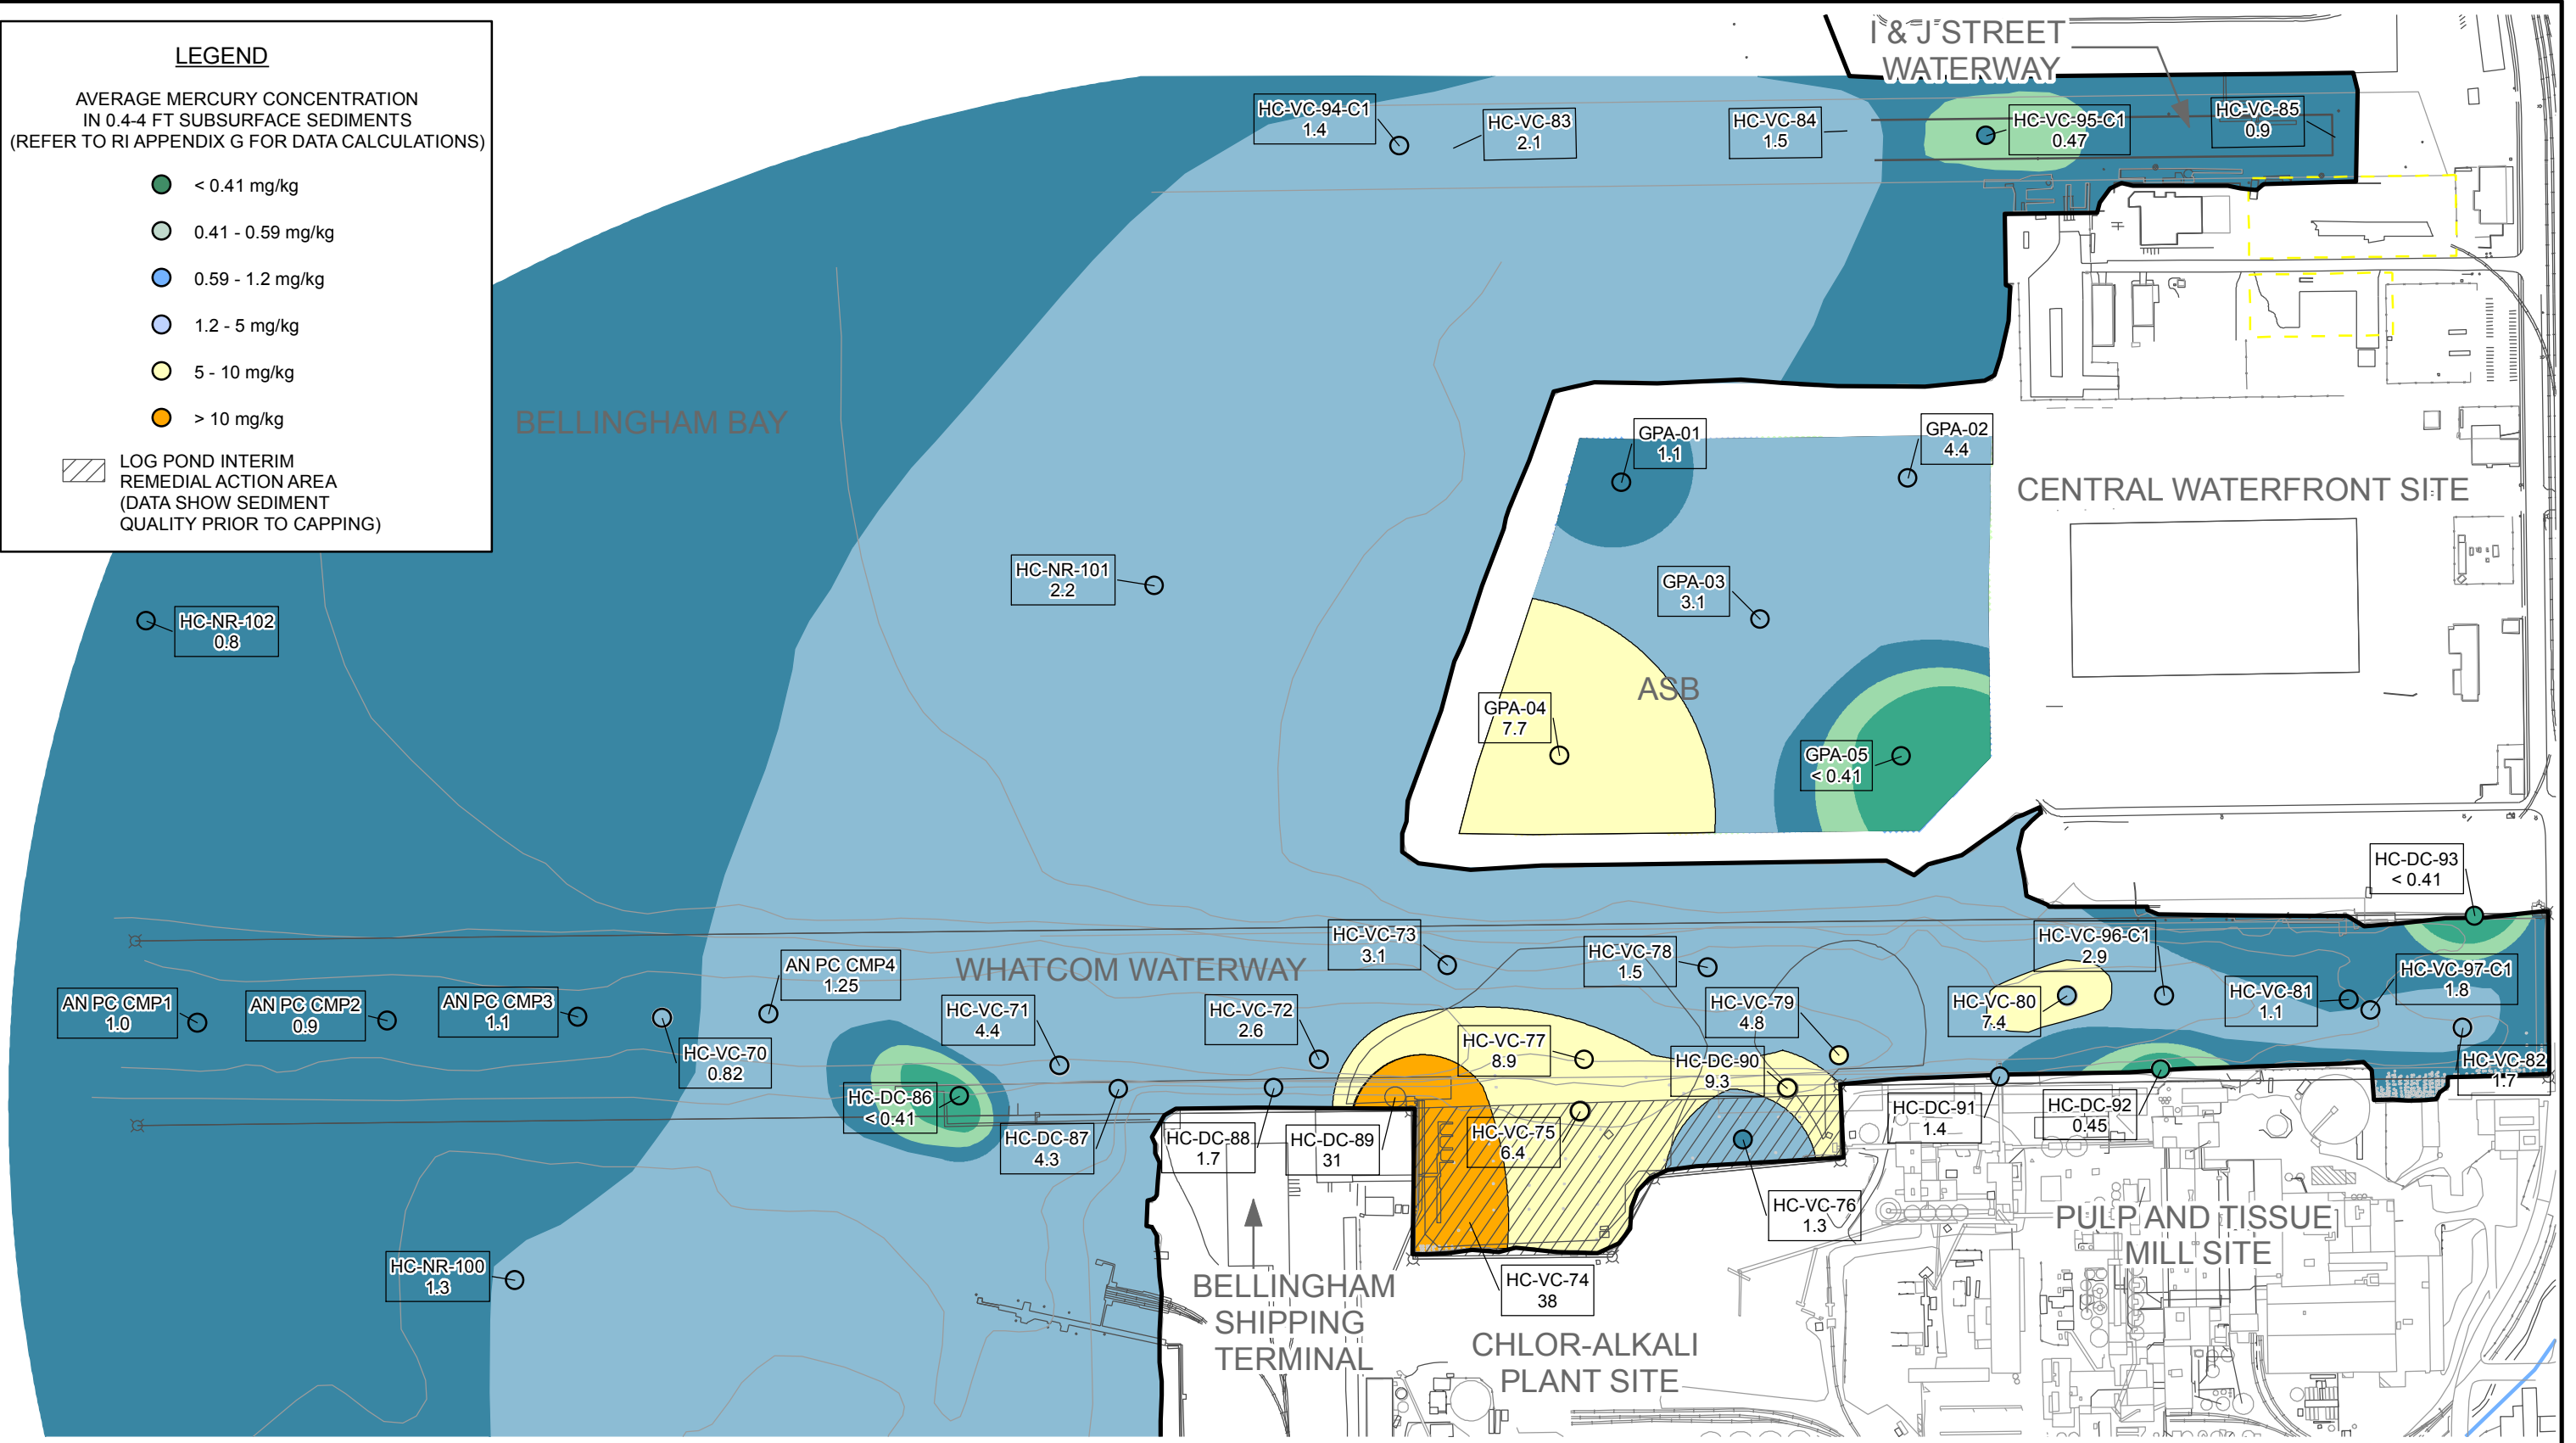 LEGEND
AVERAGE MERCURY CONCENTRATION
IN 0.4-4 FT SUBSURFACE SEDIMENTS
(REFER TO RI APPENDIX G FOR DATA CALCULATIONS)
< 0.41 mg/kg
0.41 - 0.59 mg/kg
0.59 - 1.2 mg/kg
1.2 - 5 mg/kg
5 - 10 mg/kg
> 10 mg/kg
LOG POND INTERIM
REMEDIAL ACTION AREA
(DATA SHOW SEDIMENT
QUALITY PRIOR TO CAPPING)
I & J STREET
WATERWAY
HC-VC-94-C1
1.4
HC-VC-83
2.1
HC-VC-84
1.5
HC-VC-95-C1
0.47
HC-VC-85
0.9
BELLINGHAM BAY
GPA-01
1.1
GPA-02
4.4
CENTRAL WATERFRONT SITE
HC-NR-101
2.2
GPA-03
3.1
HC-NR-102
0.8
ASB
GPA-04
7.7
GPA-05
< 0.41
HC-DC-93
< 0.41
HC-VC-73
3.1
HC-VC-78
1.5
HC-VC-96-C1
2.9
WHATCOM WATERWAY
AN PC CMP4
1.25
HC-VC-97-C1
1.8
AN PC CMP1
1.0
AN PC CMP2
0.9
AN PC CMP3
1.1
HC-VC-71
4.4
HC-VC-72
2.6
HC-VC-79
4.8
HC-VC-80
7.4
HC-VC-81
1.1
HC-VC-70
0.82
HC-VC-77
8.9
HC-DC-90
9.3
HC-VC-82
1.7
HC-DC-86
< 0.41
HC-DC-87
4.3
HC-DC-88
1.7
HC-DC-89
31
HC-VC-75
6.4
HC-DC-91
1.4
HC-DC-92
0.45
HC-VC-76
1.3
PULP AND TISSUE
MILL SITE
HC-NR-100
1.3
HC-VC-74
38
BELLINGHAM
SHIPPING
TERMINAL
CHLOR-ALKALI
PLANT SITE